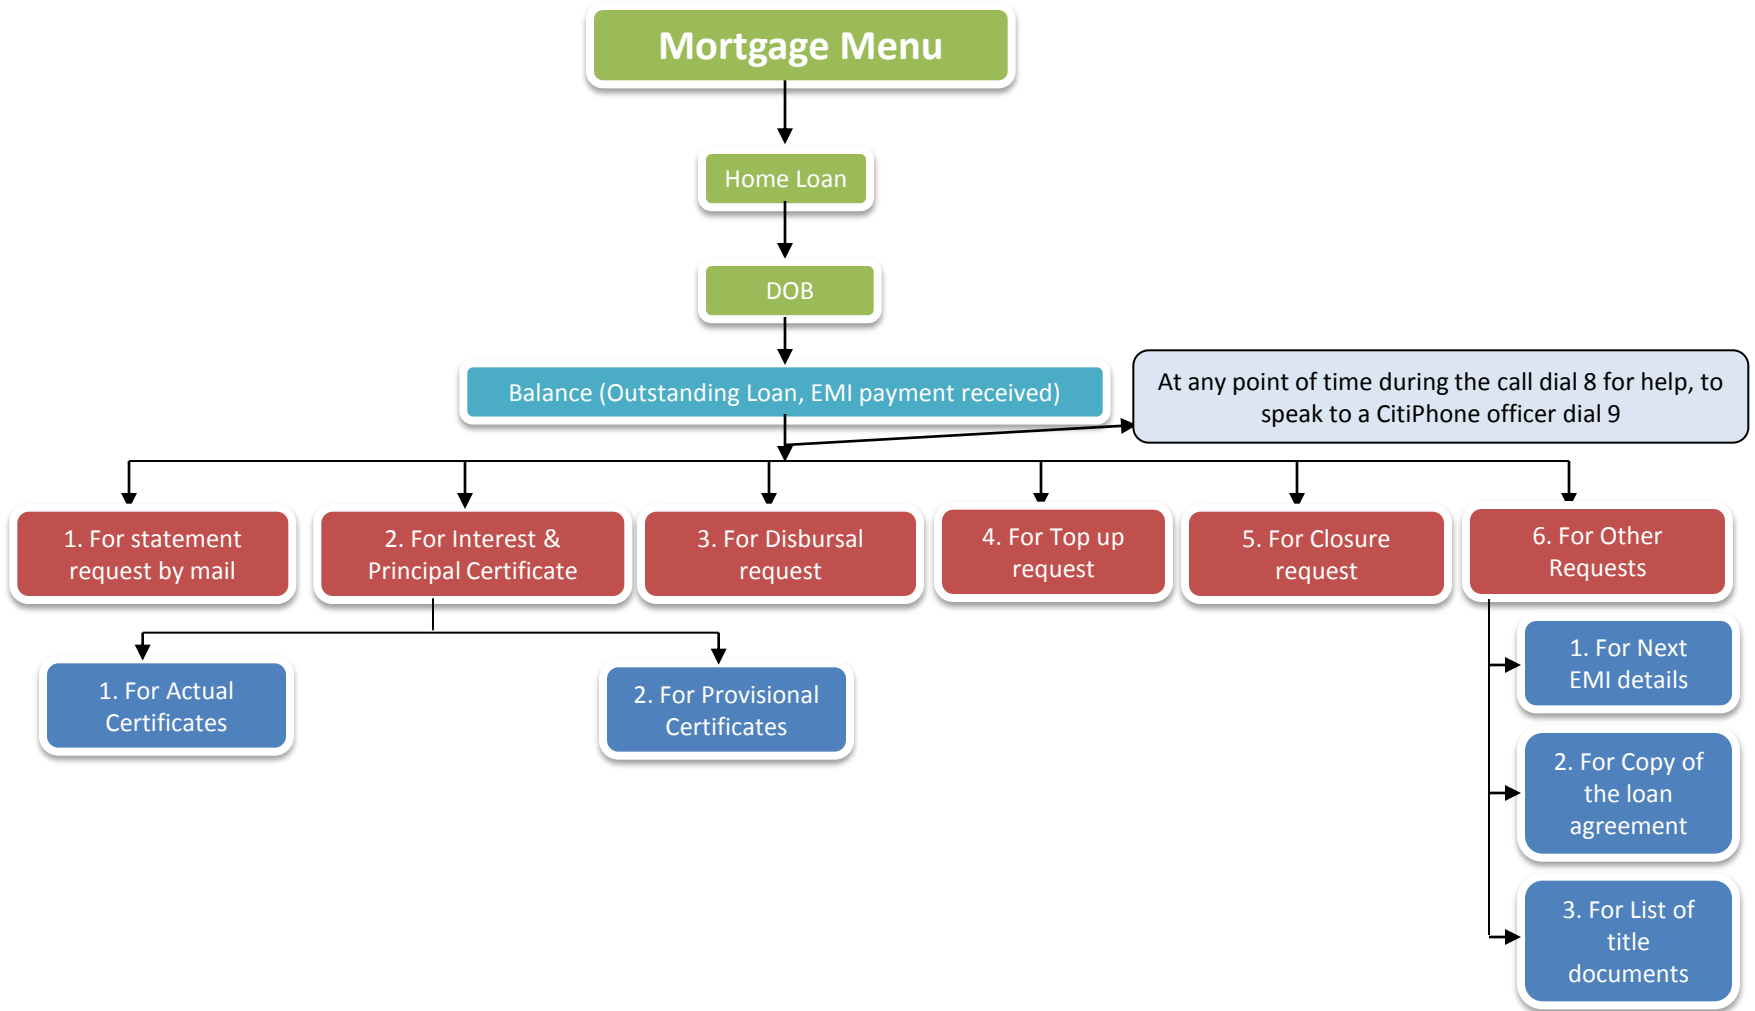 Mortgage Menu
Home Loan
DOB
Balance (Outstanding Loan, EMI payment received)
At any point of time during the call dial 8 for help, to
speak to a CitiPhone officer dial 9
1. For statement
request by mail
2. For Interest &
Principal Certificate
3. For Disbursal
request
4. For Top up
request
5. For Closure
request
6. For Other
Requests
1. For Actual
Certificates
2. For Provisional
Certificates
1. For Next
EMI details
2. For Copy of
the loan
agreement
3. For List of
title
documents